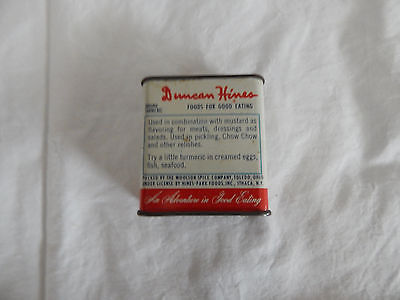 Duncan Hines
FOODS FOR GOOD EATING
Used in combination with mustard as
flavoring for meats, dressings and
salads. Used in pickling, Chow Chow
and other relishes.
Try a little turmeric in creamed eggs,
fish, seafood.
PACKED BY THE WOOLSON SPICE COMPANY, TOLEDO, OHIO
UNDER LICENSE BY HINES-PARK FOODS, INC., ITHACA, N.Y.
An Adventure in Good Eating